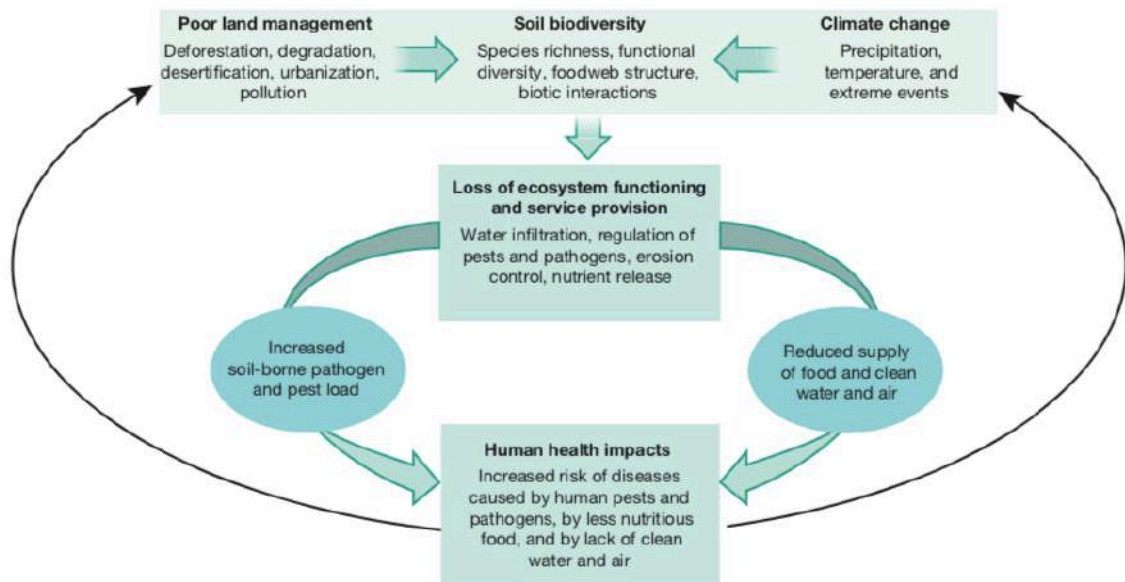 Poor land management
Deforestation, degradation,
desertification, urbanization,
pollution
Soil biodiversity
Species richness, functional
diversity, foodweb structure,
biotic interactions
Climate change
Precipitation,
temperature, and
extreme events
Loss of ecosystem functioning
and service provision
Water infiltration, regulation of
pests and pathogens, erosion
control, nutrient release
Increased
soil-borne pathogen
and pest load
Reduced supply
of food and clean
water and air
Human health impacts
Increased risk of diseases
caused by human pests and
pathogens, by less nutritious
food, and by lack of clean
water and air